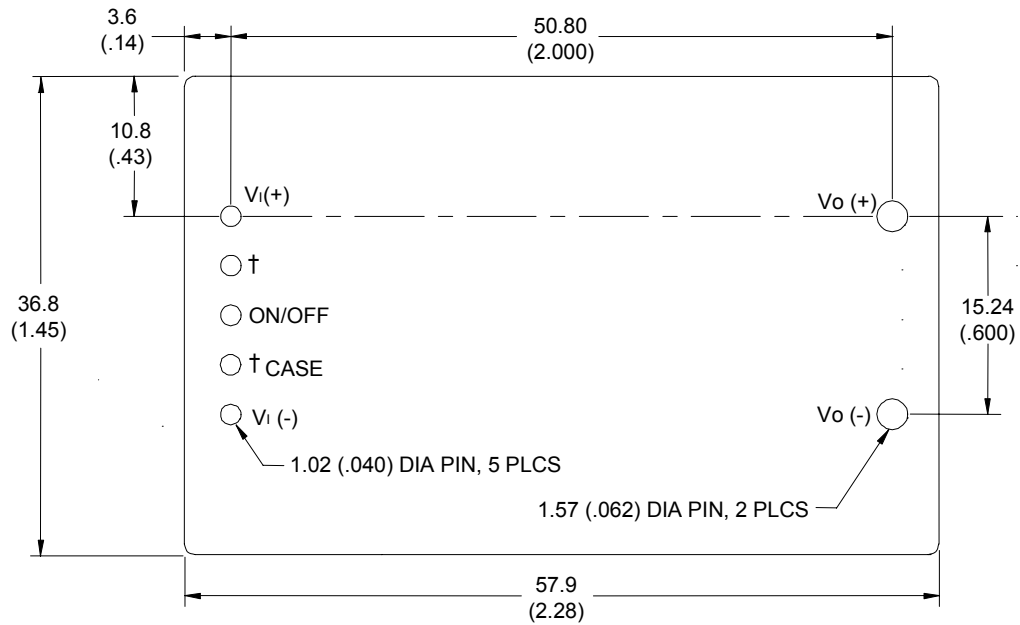 3.6
(.14)
50.80
(2.000)
10.8
(.43)
VI(+)
Vo (+)
†
ON/OFF
† CASE
VI (-)
Vo (-)
36.8
(1.45)
15.24
(.600)
1.02 (.040) DIA PIN, 5 PLCS
1.57 (.062) DIA PIN, 2 PLCS
57.9
(2.28)